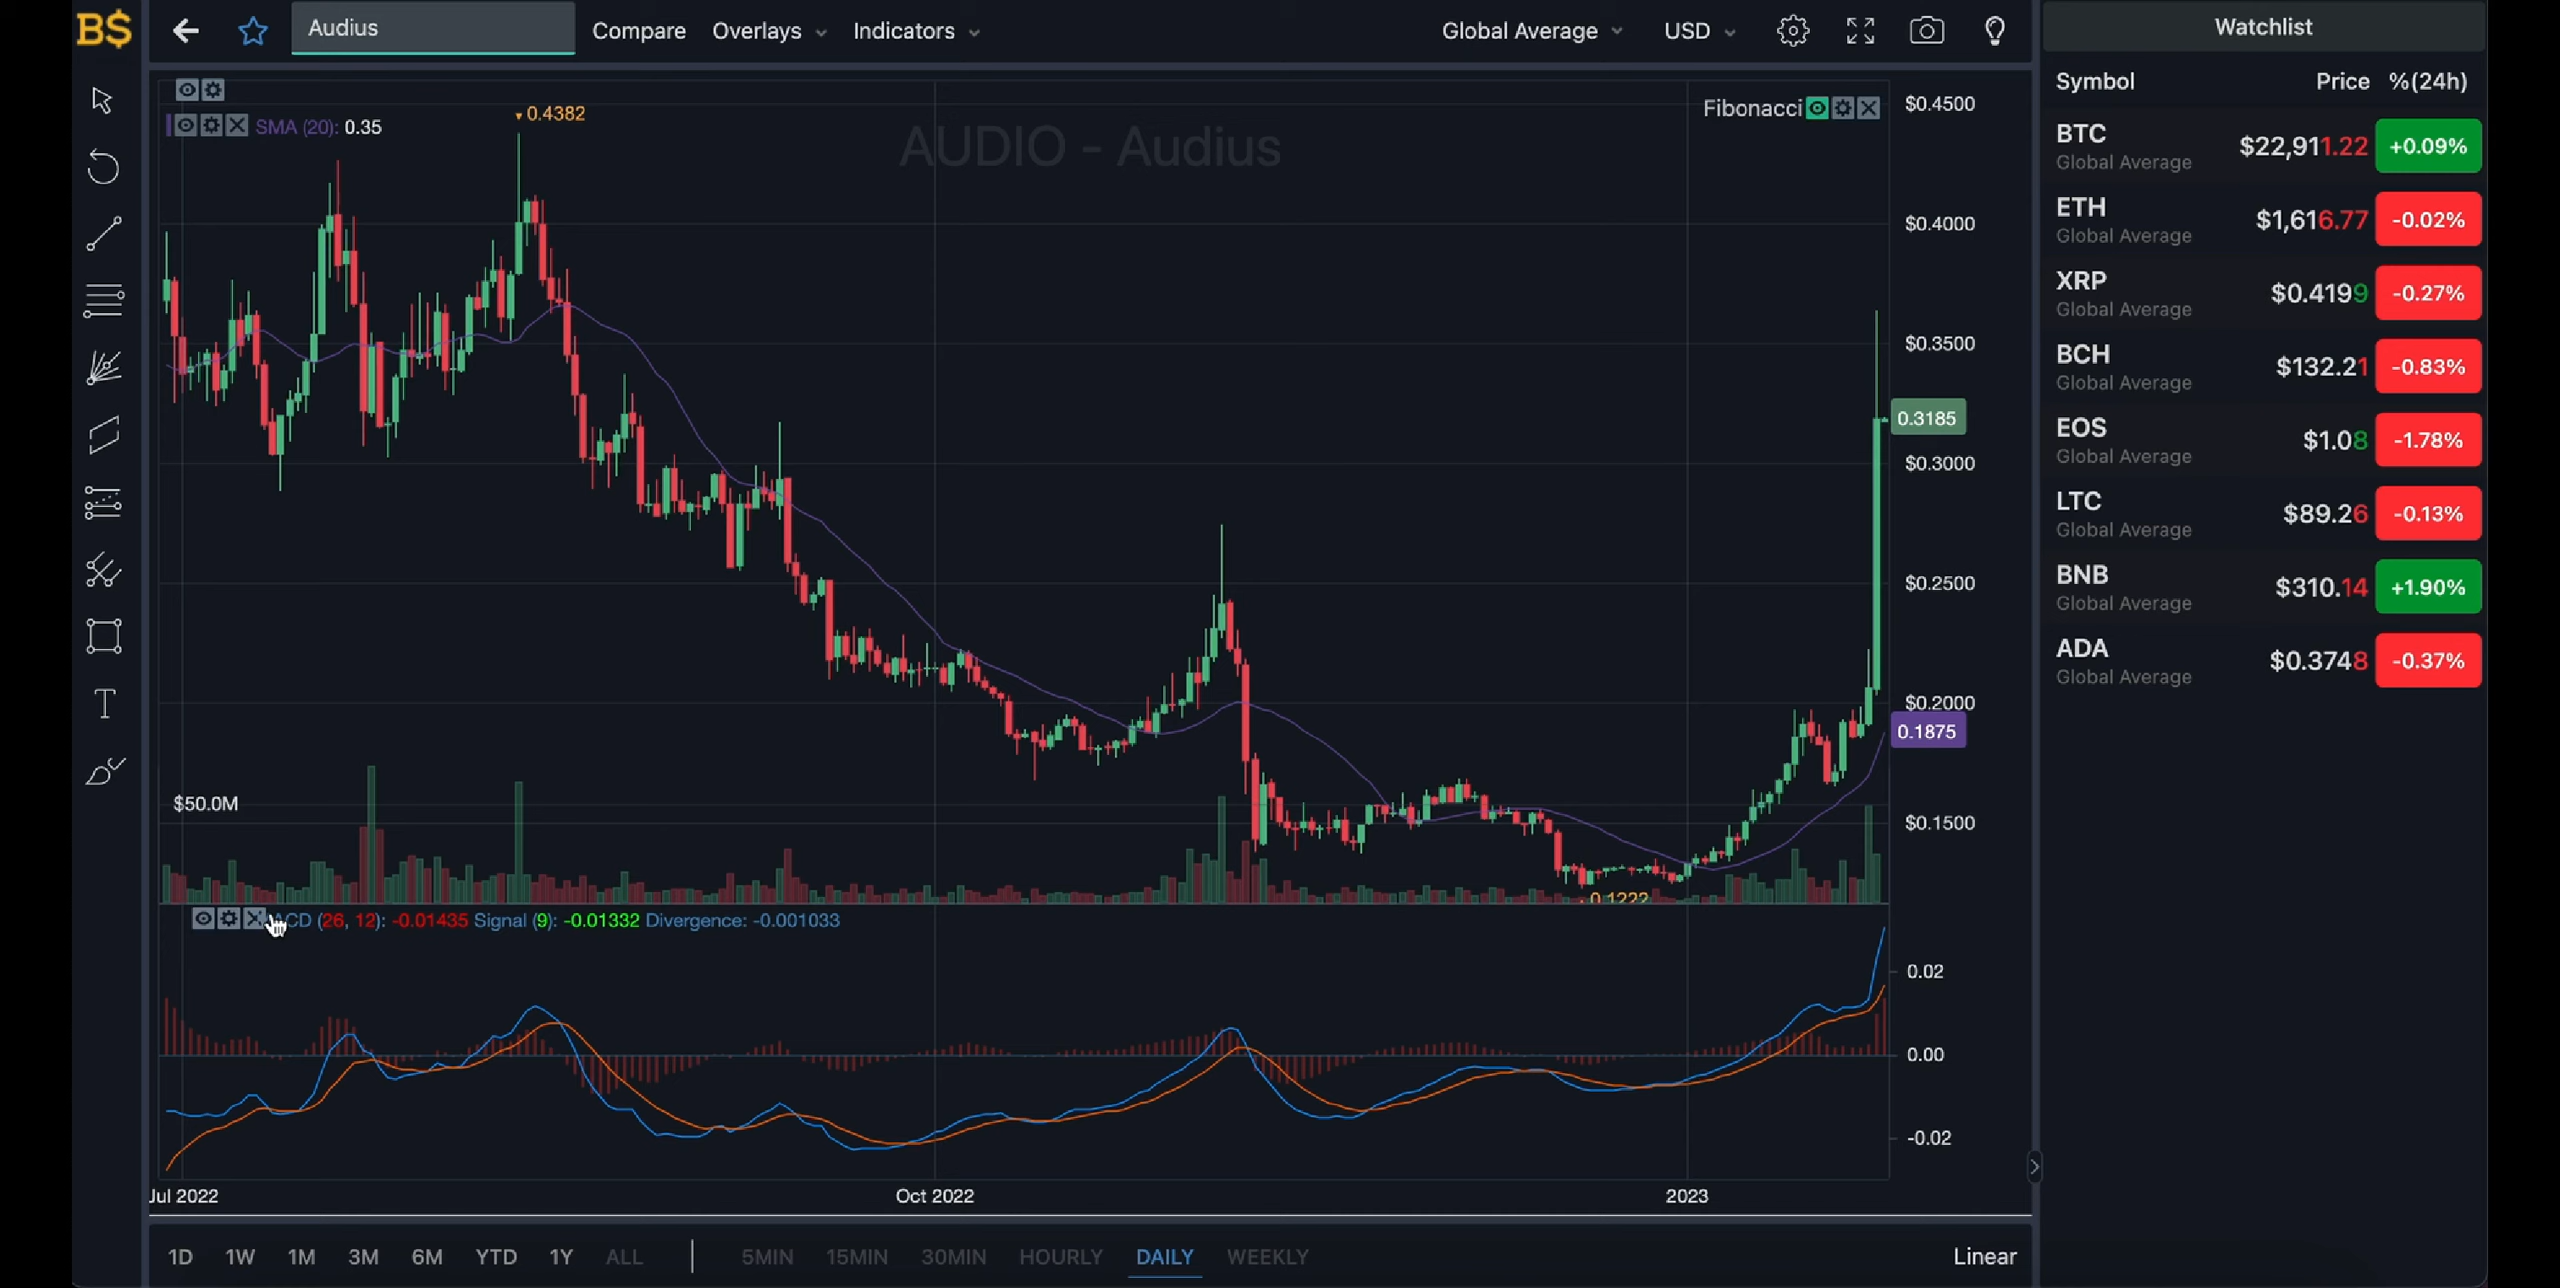 B$
Audius
Compare
Overlays
Indicators
Global Average
USD
Watchlist
Symbol Price %(24h)
BTC $22,911.22 +0.09%
Global Average
ETH $1,616.77 -0.02%
Global Average
XRP $0.4199 -0.27%
Global Average
BCH $132.21 -0.83%
Global Average
EOS $1.08 -1.78%
Global Average
LTC $89.26 -0.13%
Global Average
BNB $310.14 +1.90%
Global Average
ADA $0.3748 -0.37%
Global Average
SMA (20): 0.35
0.4382
AUDIO - Audius
Fibonacci
$0.4500
$0.4000
$0.3500
0.3185
$0.3000
$0.2500
$0.2000
0.1875
$0.1500
$50.0M
0.1222
ACD (26, 12): -0.01435 Signal (9): -0.01332 Divergence: -0.001033
0.02
0.00
-0.02
Jul 2022
Oct 2022
2023
1D 1W 1M 3M 6M YTD 1Y ALL
5MIN 15MIN 30MIN HOURLY DAILY WEEKLY
Linear
T